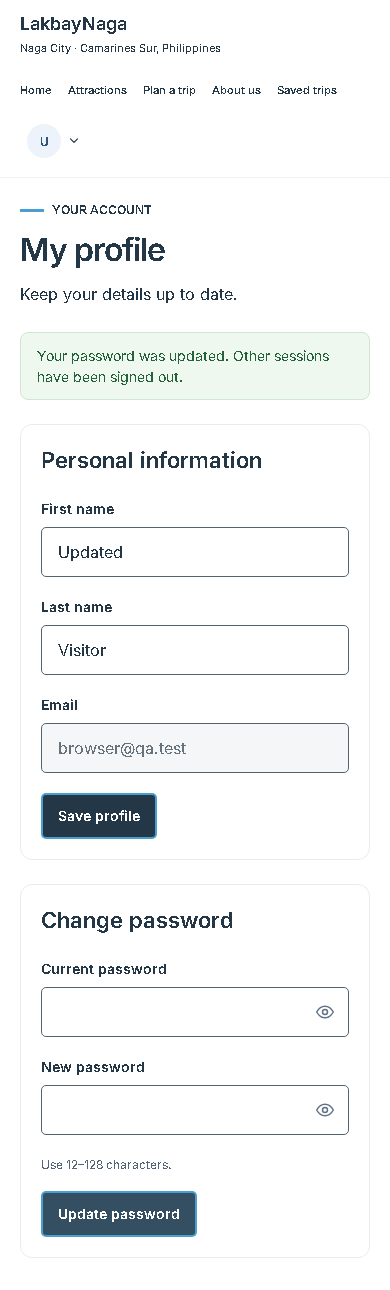 LakbayNaga
Naga City · Camarines Sur, Philippines
Home Attractions Plan a trip About us Saved trips
U
YOUR ACCOUNT
My profile
Keep your details up to date.
Your password was updated. Other sessions
have been signed out.
Personal information
First name
Updated
Last name
Visitor
Email
browser@qa.test
Save profile
Change password
Current password
New password
Use 12–128 characters.
Update password